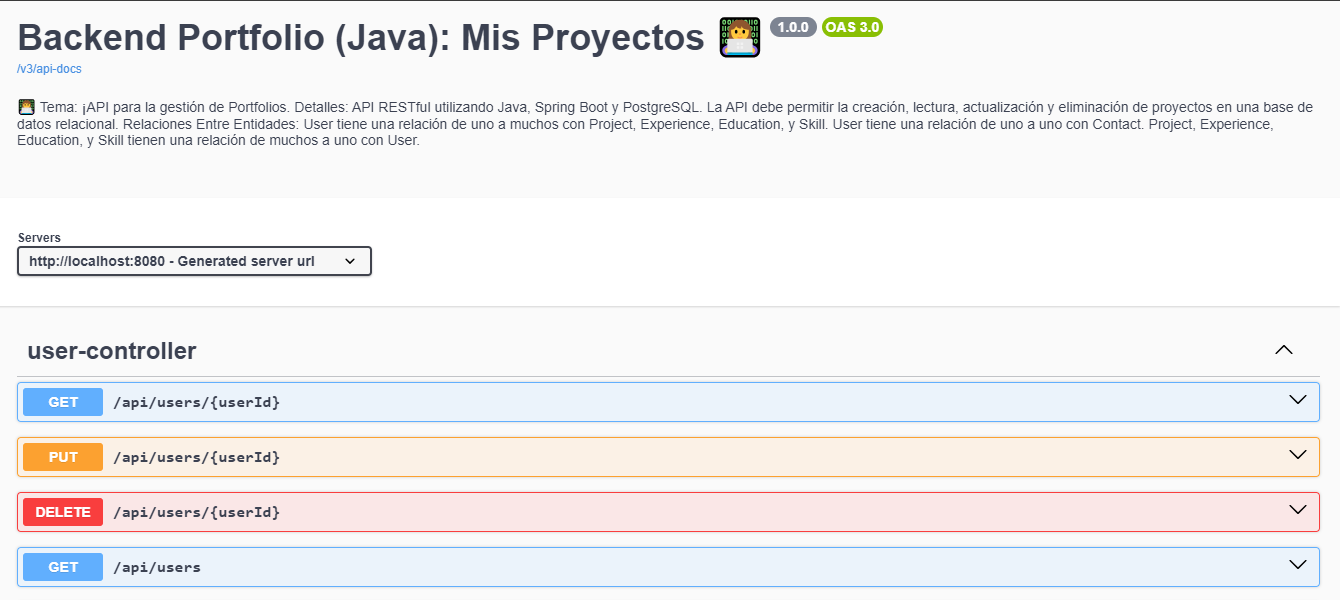 Backend Portfolio (Java): Mis Proyectos 👨‍💻 1.0.0 OAS 3.0
/v3/api-docs
👨‍💻 Tema: ¡API para la gestión de Portfolios. Detalles: API RESTful utilizando Java, Spring Boot y PostgreSQL. La API debe permitir la creación, lectura, actualización y eliminación de proyectos en una base de
datos relacional. Relaciones Entre Entidades: User tiene una relación de uno a muchos con Project, Experience, Education, y Skill. User tiene una relación de uno a uno con Contact. Project, Experience,
Education, y Skill tienen una relación de muchos a uno con User.
Servers
http://localhost:8080 - Generated server url
user-controller
GET /api/users/{userId}
PUT /api/users/{userId}
DELETE /api/users/{userId}
GET /api/users